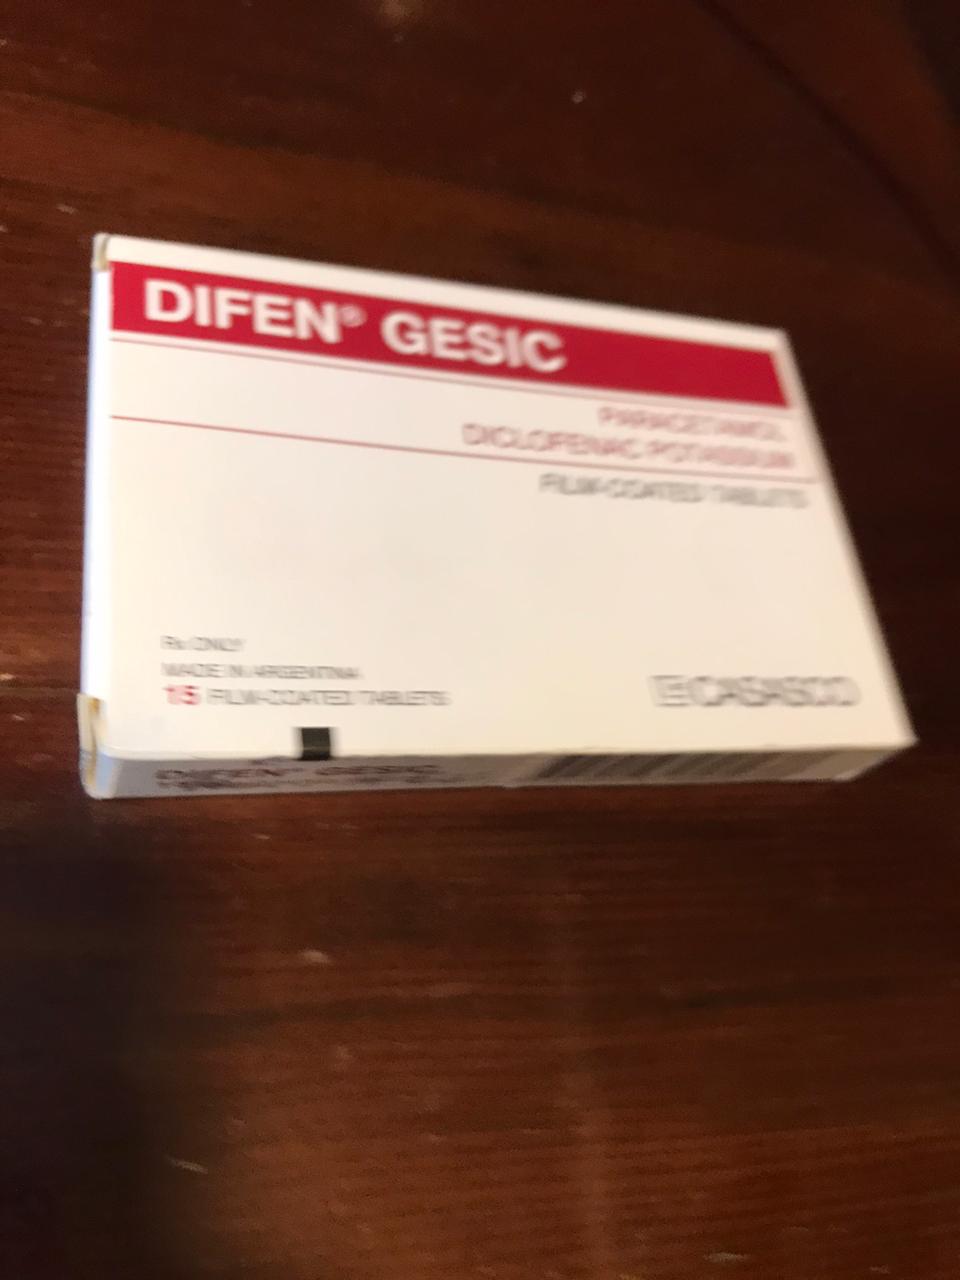 DIFEN® GESIC
PARACETAMOL
DICLOFENAC POTASSIUM
FILM-COATED TABLETS
Rx ONLY
MADE IN ARGENTINA
15 FILM-COATED TABLETS
CASASCO
DIFEN® GESIC